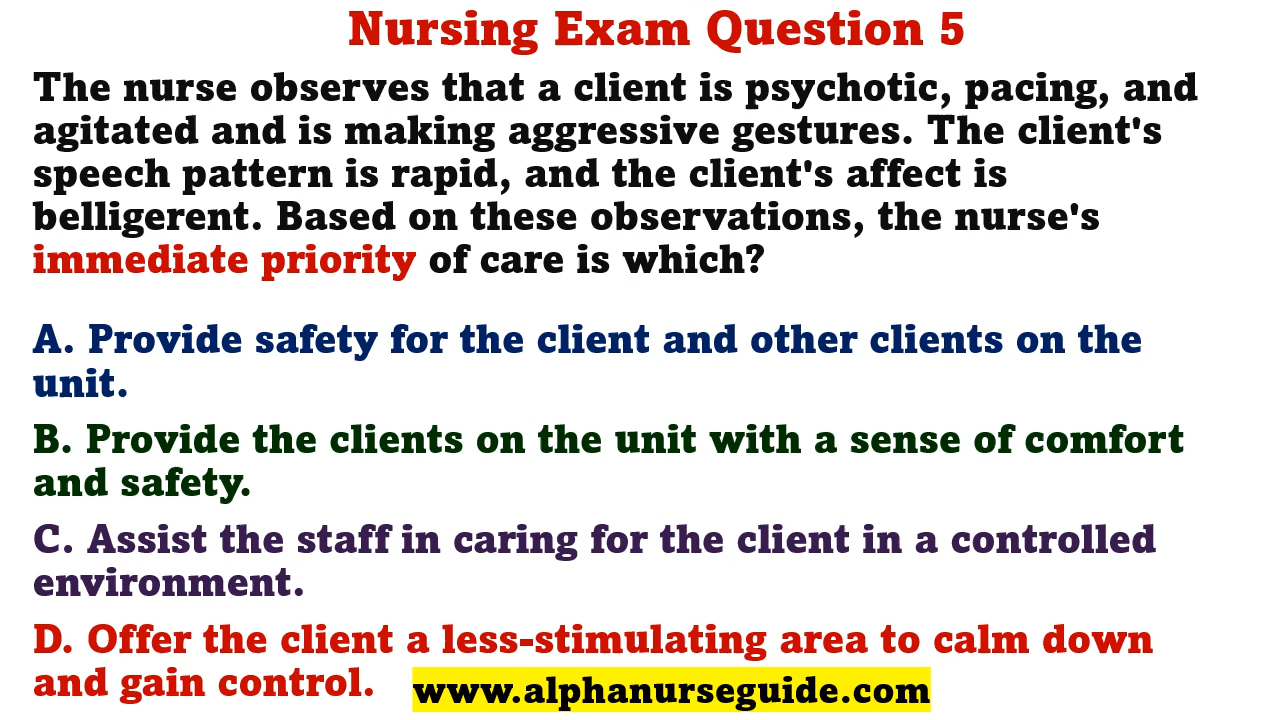 Nursing Exam Question 5
The nurse observes that a client is psychotic, pacing, and
agitated and is making aggressive gestures. The client's
speech pattern is rapid, and the client's affect is
belligerent. Based on these observations, the nurse's
immediate priority of care is which?
A. Provide safety for the client and other clients on the
unit.
B. Provide the clients on the unit with a sense of comfort
and safety.
C. Assist the staff in caring for the client in a controlled
environment.
D. Offer the client a less-stimulating area to calm down
and gain control.
www.alphanurseguide.com